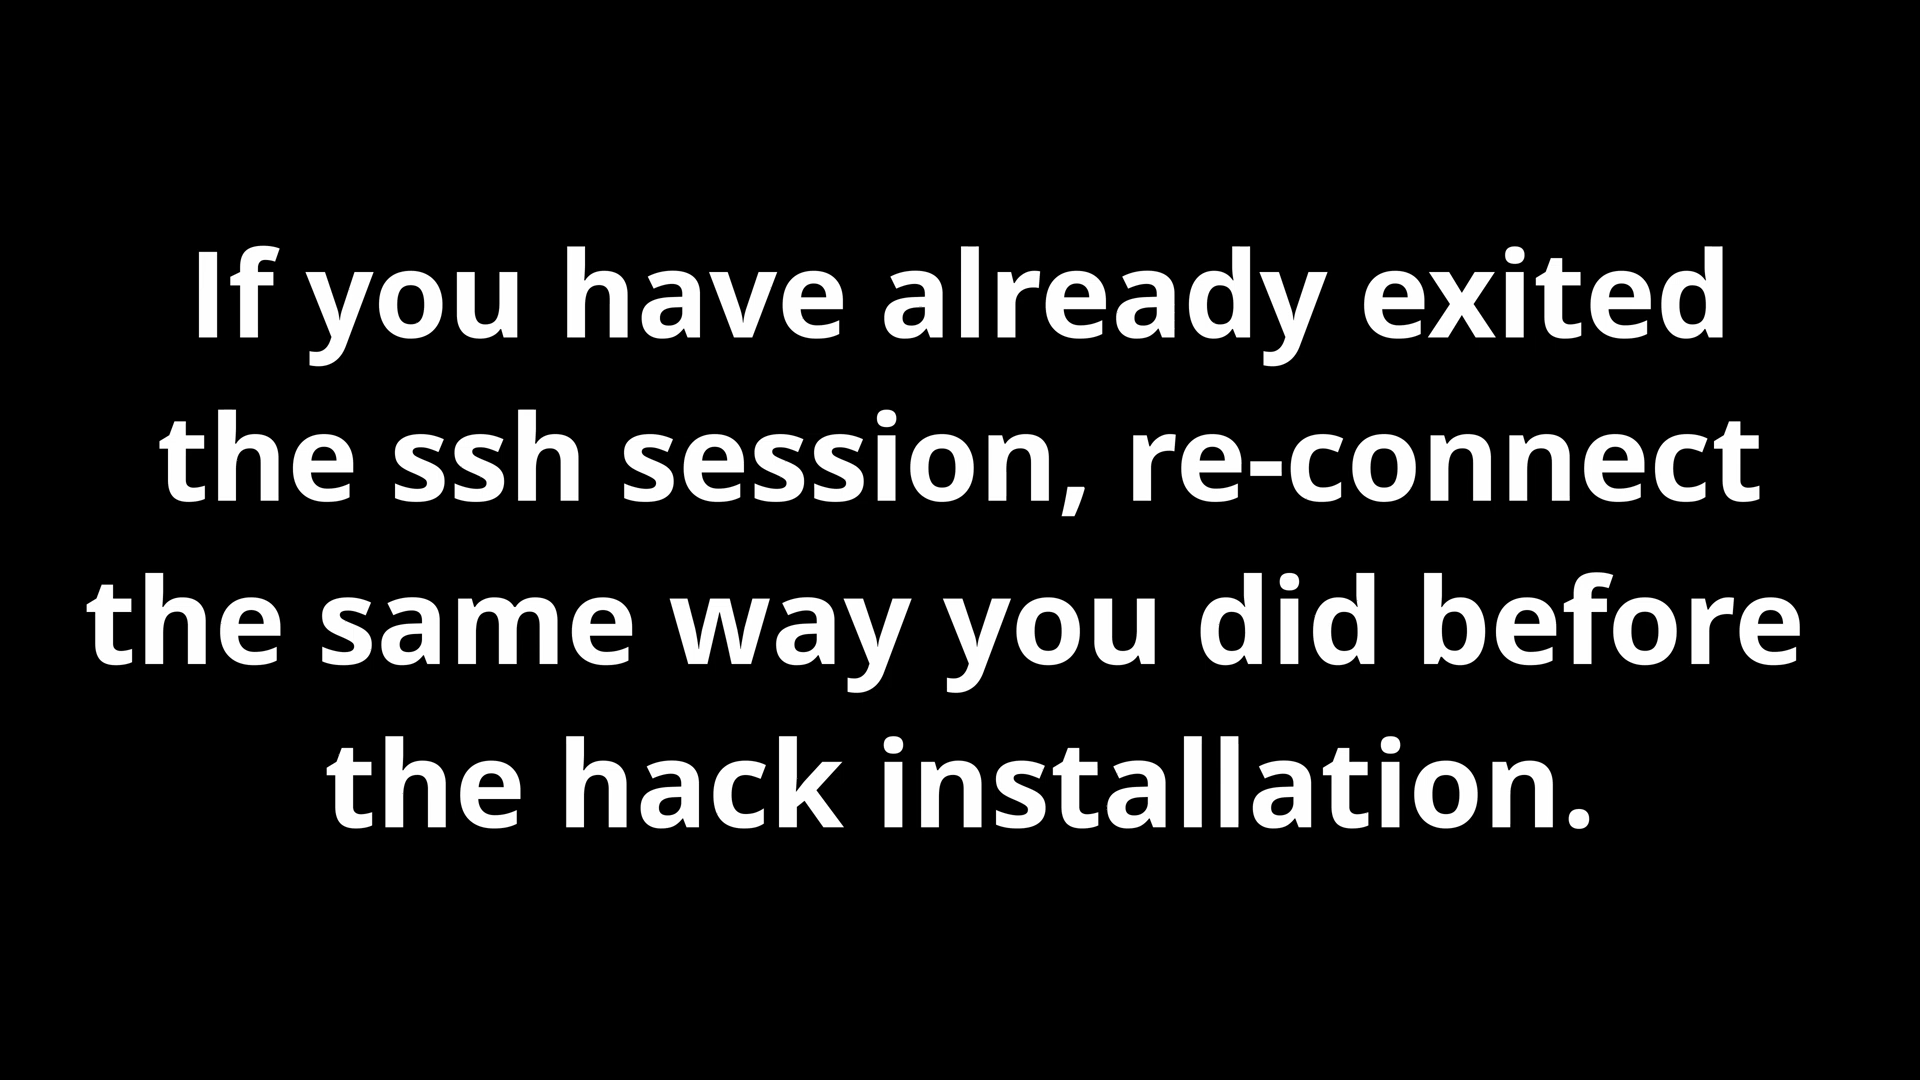 If you have already exited
the ssh session, re-connect
the same way you did before
the hack installation.